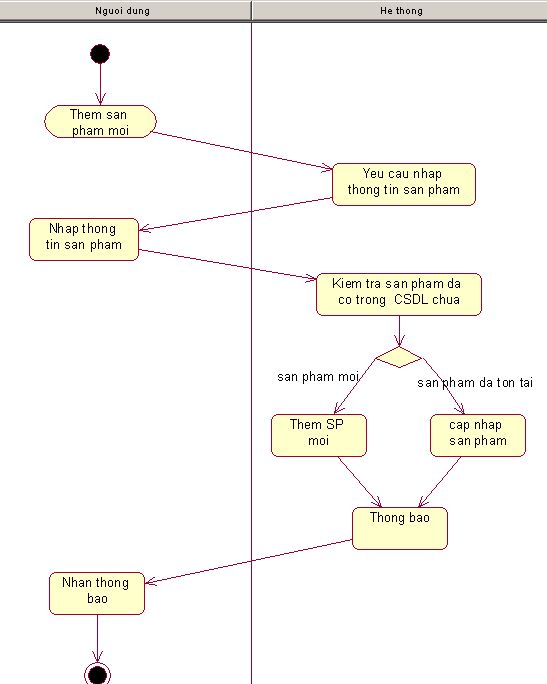 Nguoi dung
He thong
Them san
pham moi
Yeu cau nhap
thong tin san pham
Nhap thong
tin san pham
Kiem tra san pham da
co trong CSDL chua
san pham moi
san pham da ton tai
Them SP
moi
cap nhap
san pham
Thong bao
Nhan thong
bao